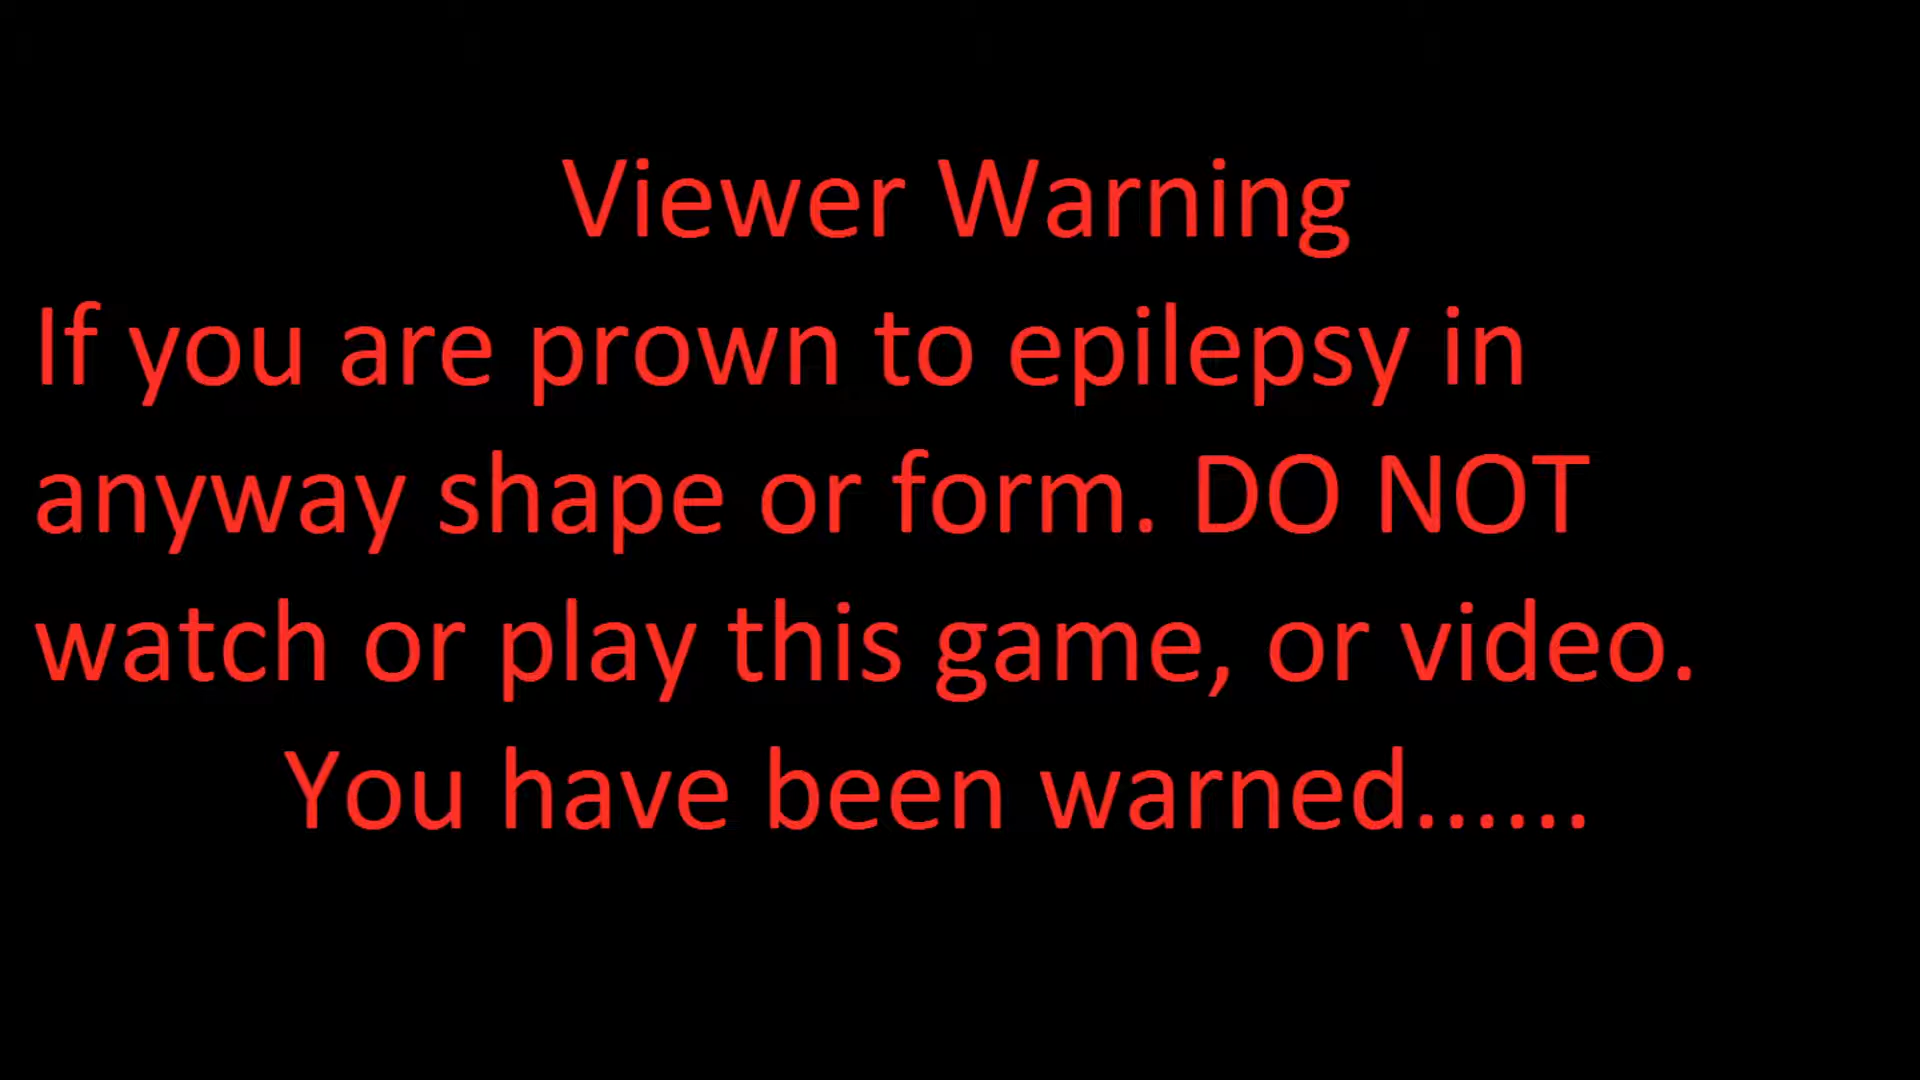 Viewer Warning
If you are prown to epilepsy in
anyway shape or form. DO NOT
watch or play this game, or video.
You have been warned......